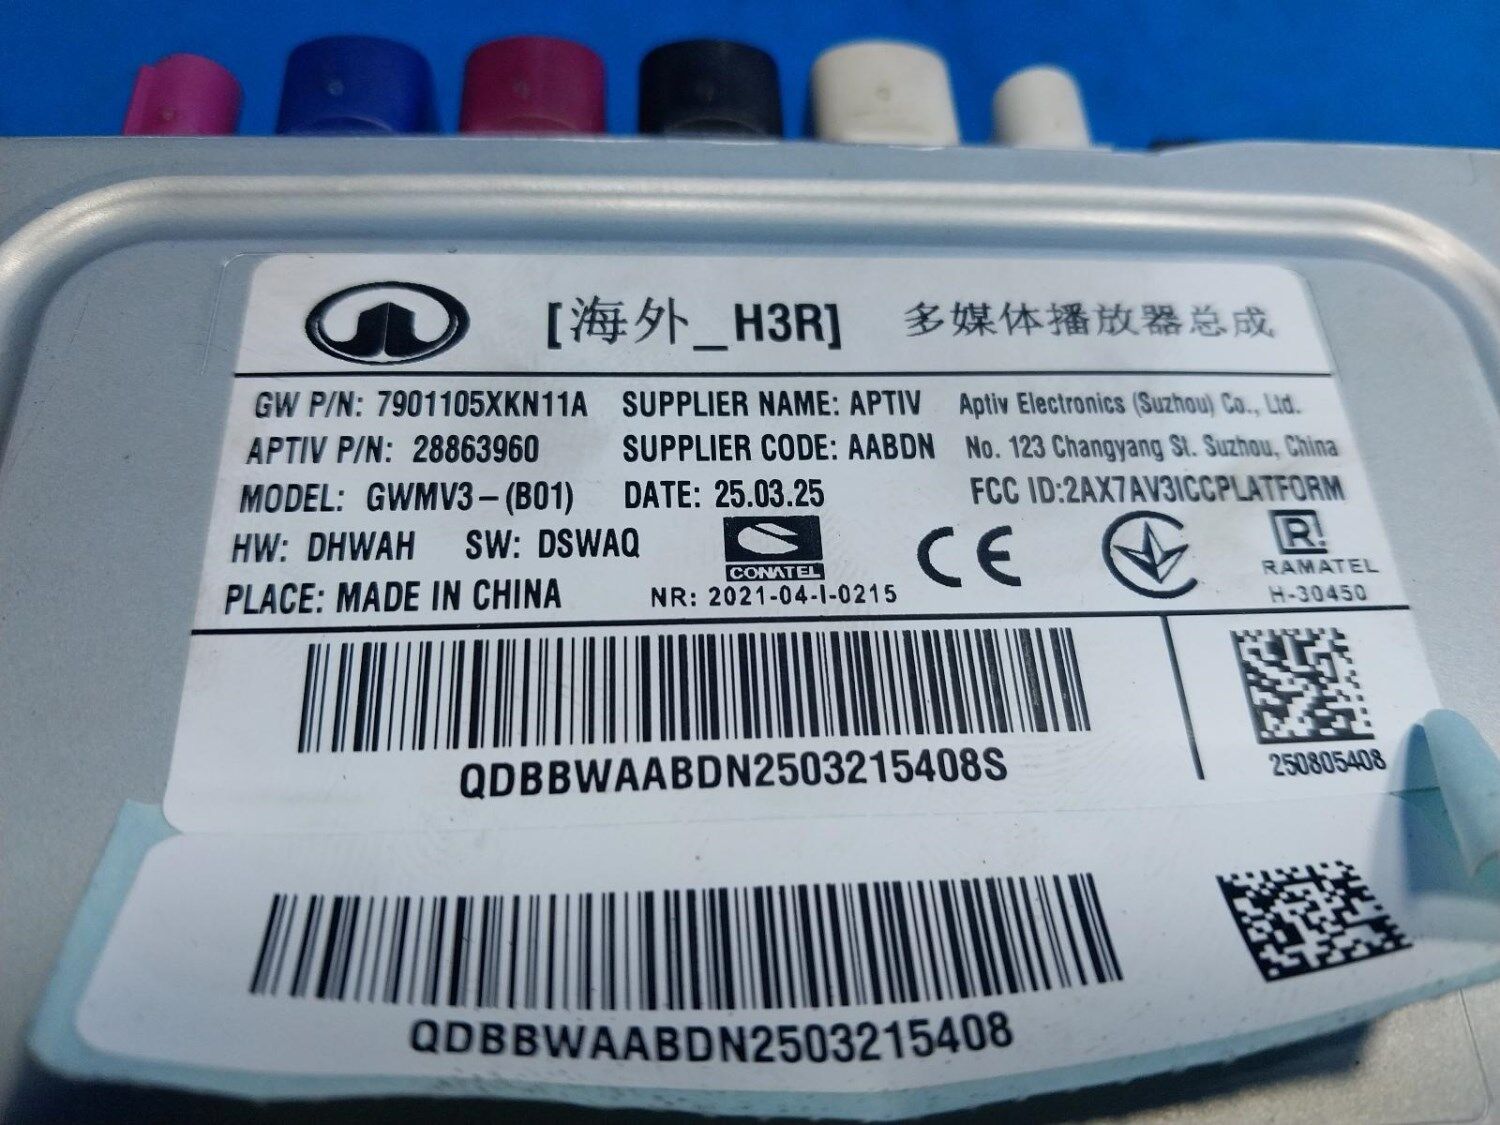 [海外_H3R] 多媒体播放器总成
GW P/N: 7901105XKN11A SUPPLIER NAME: APTIV Aptiv Electronics (Suzhou) Co., Ltd.
APTIV P/N: 28863960 SUPPLIER CODE: AABDN No. 123 Changyang St. Suzhou, China
MODEL: GWMV3-(B01) DATE: 25.03.25 FCC ID:2AX7AV3ICCPLATFORM
HW: DHWAH SW: DSWAQ CONATEL CE R
RAMATEL
PLACE: MADE IN CHINA NR: 2021-04-I-0215 H-30450
QDBBWAABDN2503215408S
250805408
QDBBWAABDN2503215408